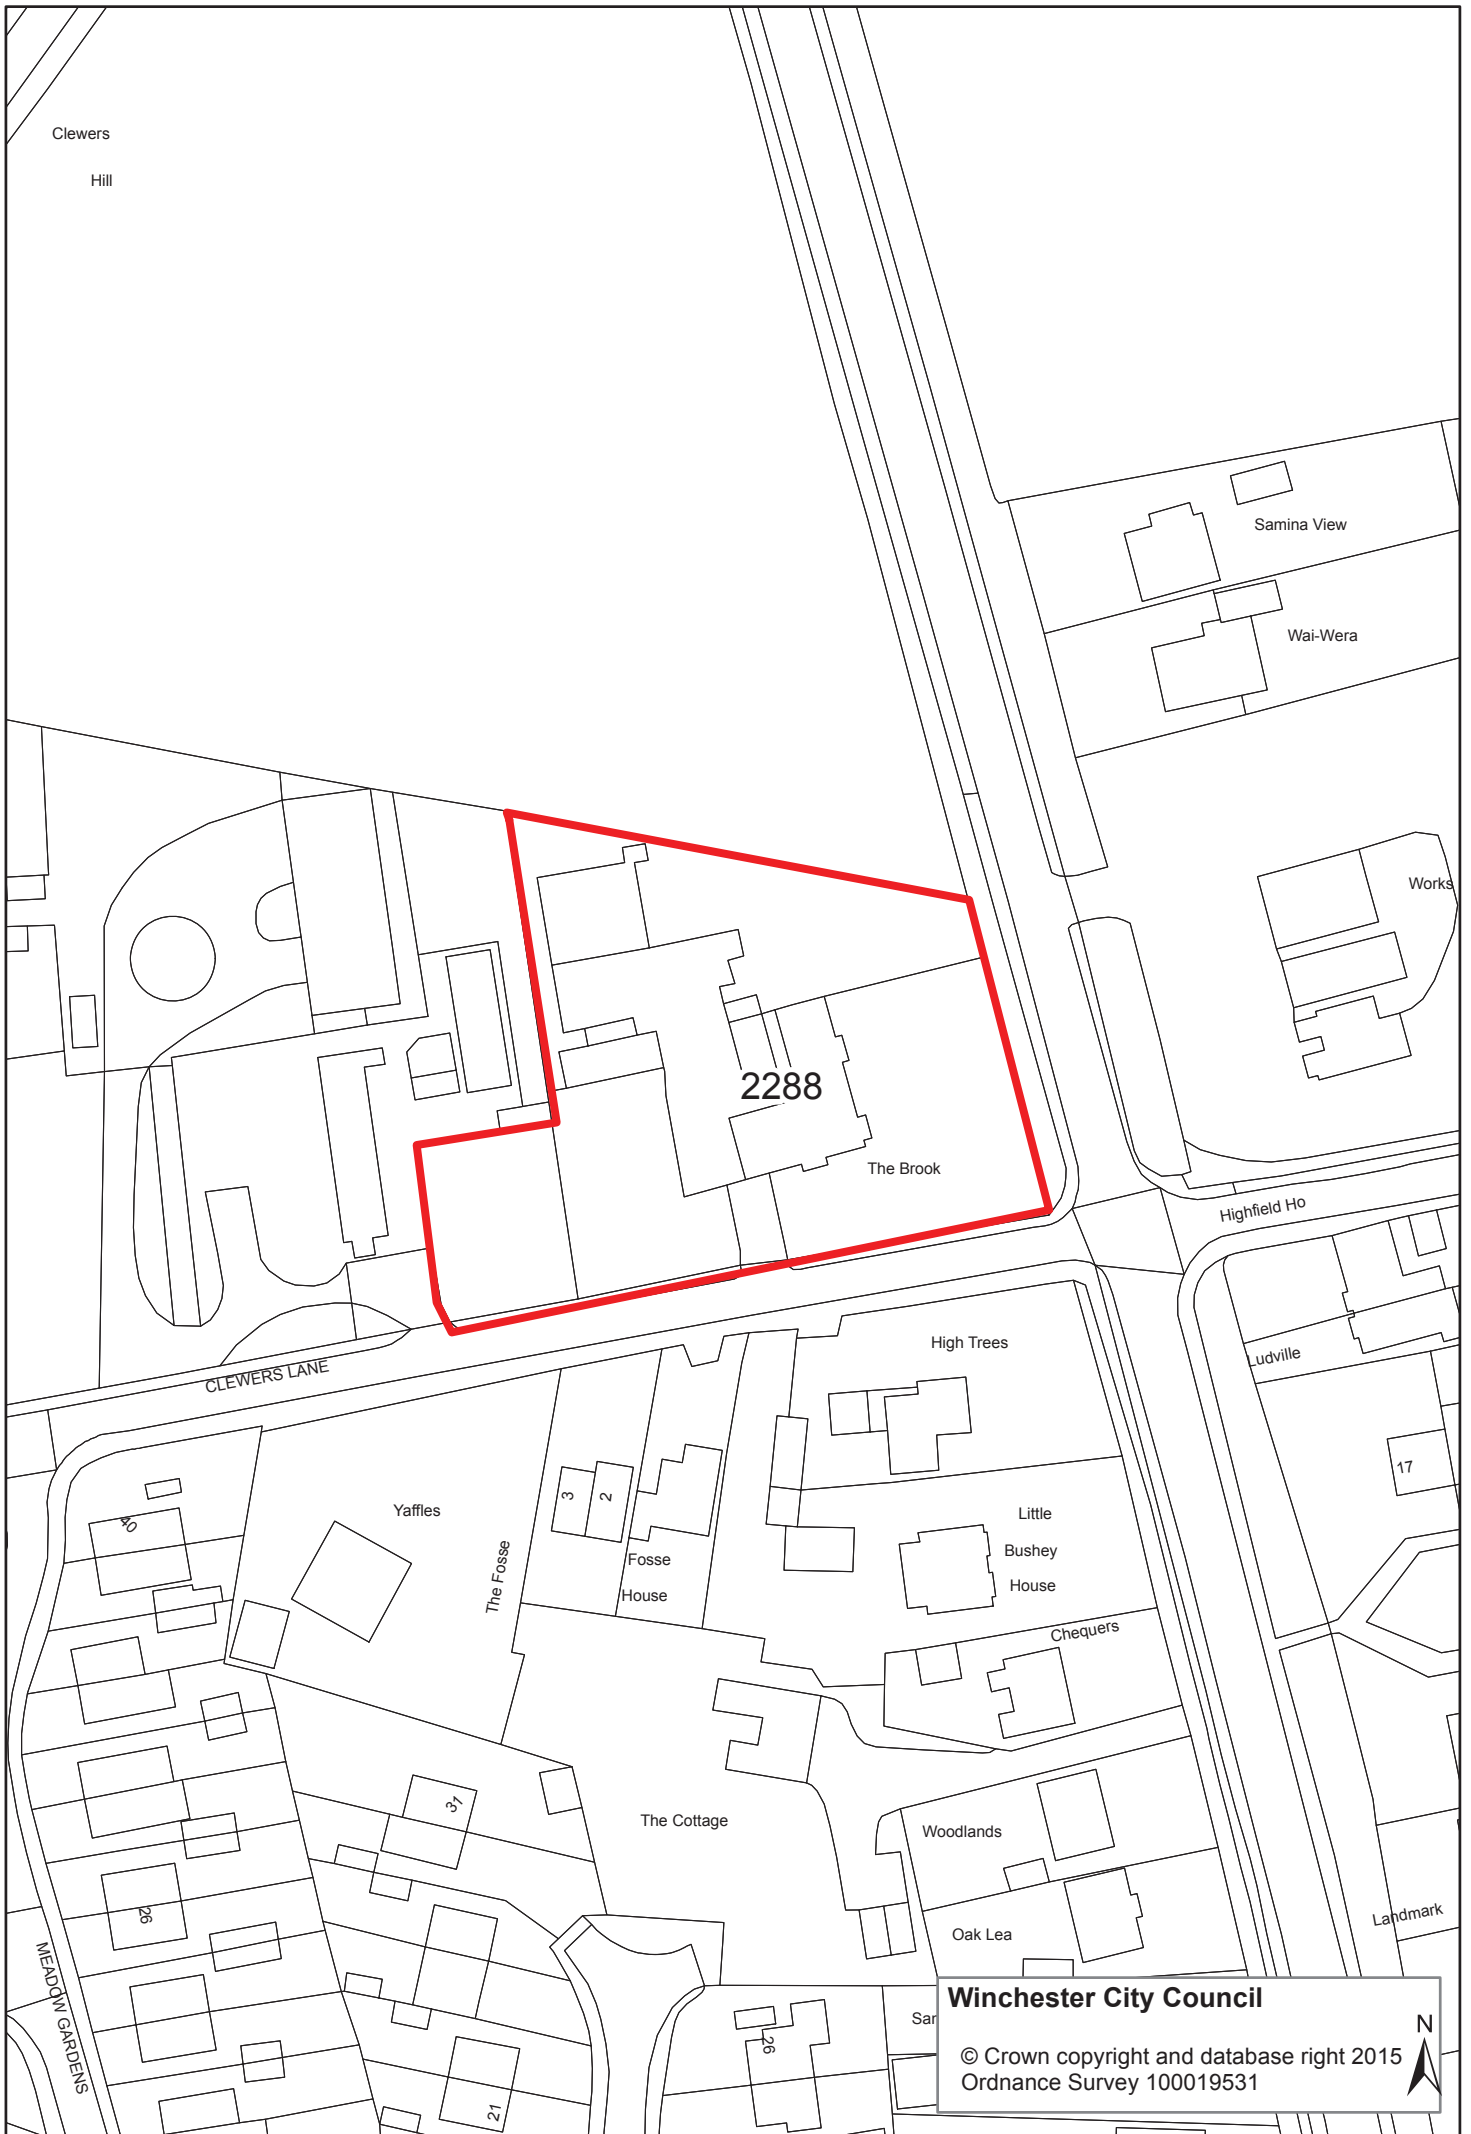 Clewers
Hill
Samina View
Wai-Wera
Works
2288
The Brook
Highfield Ho
High Trees
Ludville
CLEWERS LANE
17
Yaffles
3
2
40
Little
Bushey
House
The Fosse
Fosse
House
Chequers
31
The Cottage
Woodlands
26
Landmark
Oak Lea
MEADOW GARDENS
26
21
Winchester City Council
N
© Crown copyright and database right 2015
Ordnance Survey 100019531